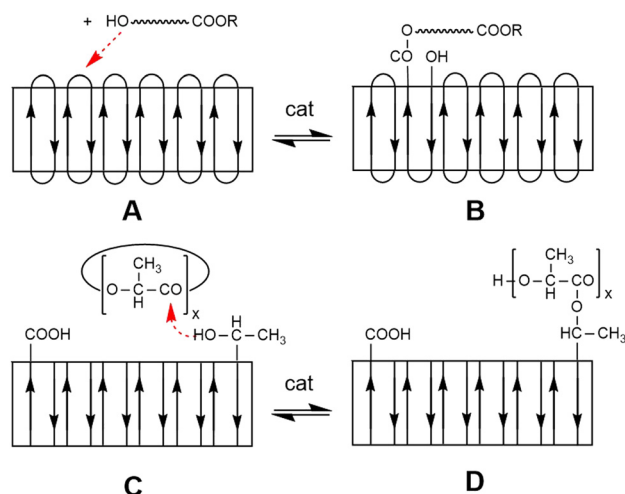 + HO COOR
cat
A
O COOR
CO OH
B
CH3
O C CO
H
x
COOH
HO H
C CH3
cat
C
CH3
H O C CO
H
x
O
COOH
HC CH3
D